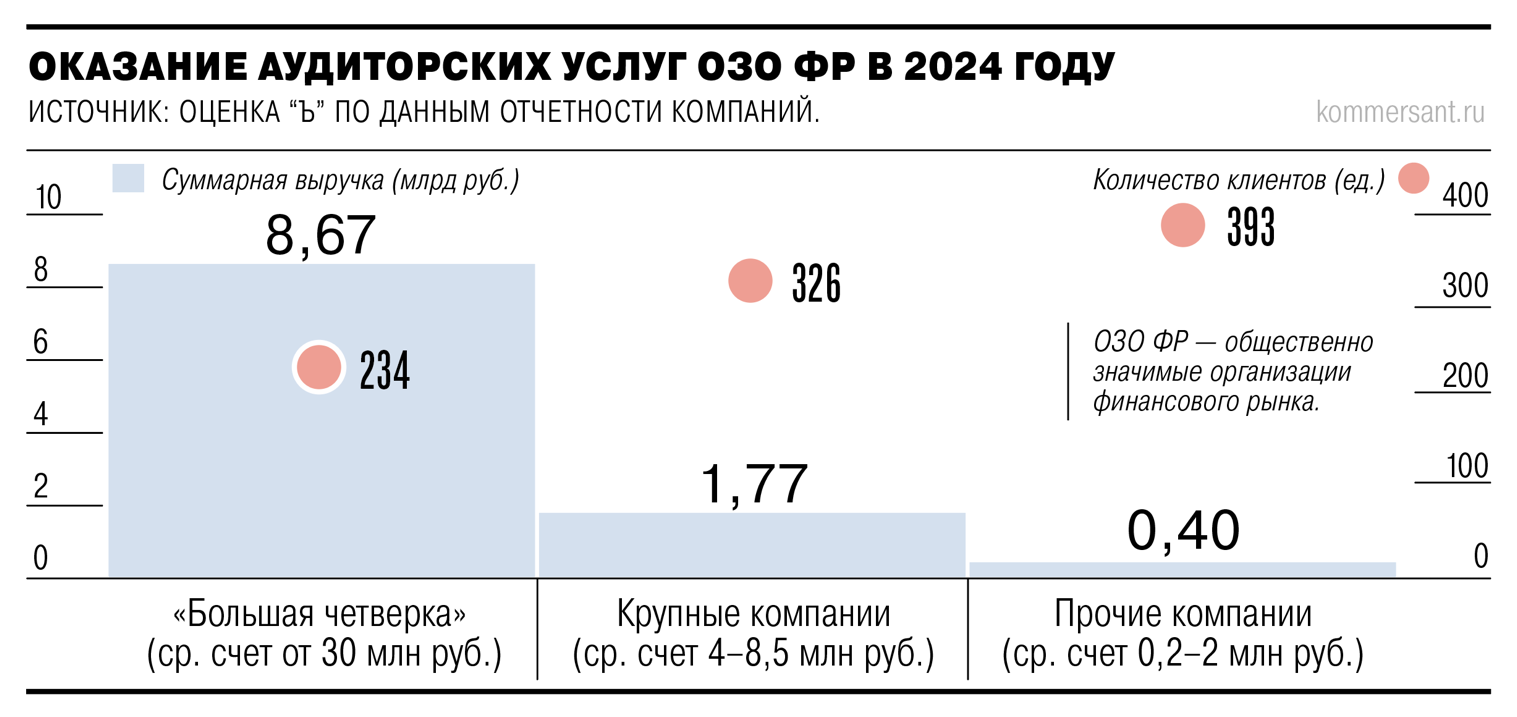 ОКАЗАНИЕ АУДИТОРСКИХ УСЛУГ ОЗО ФР В 2024 ГОДУ
ИСТОЧНИК: ОЦЕНКА “Ъ” ПО ДАННЫМ ОТЧЕТНОСТИ КОМПАНИЙ.
kommersant.ru
Суммарная выручка (млрд руб.)
Количество клиентов (ед.)
10
8
6
4
2
0
8,67
234
326
1,77
393
ОЗО ФР — общественно
значимые организации
финансового рынка.
0,40
400
300
200
100
0
«Большая четверка»
(ср. счет от 30 млн руб.)
Крупные компании
(ср. счет 4–8,5 млн руб.)
Прочие компании
(ср. счет 0,2–2 млн руб.)